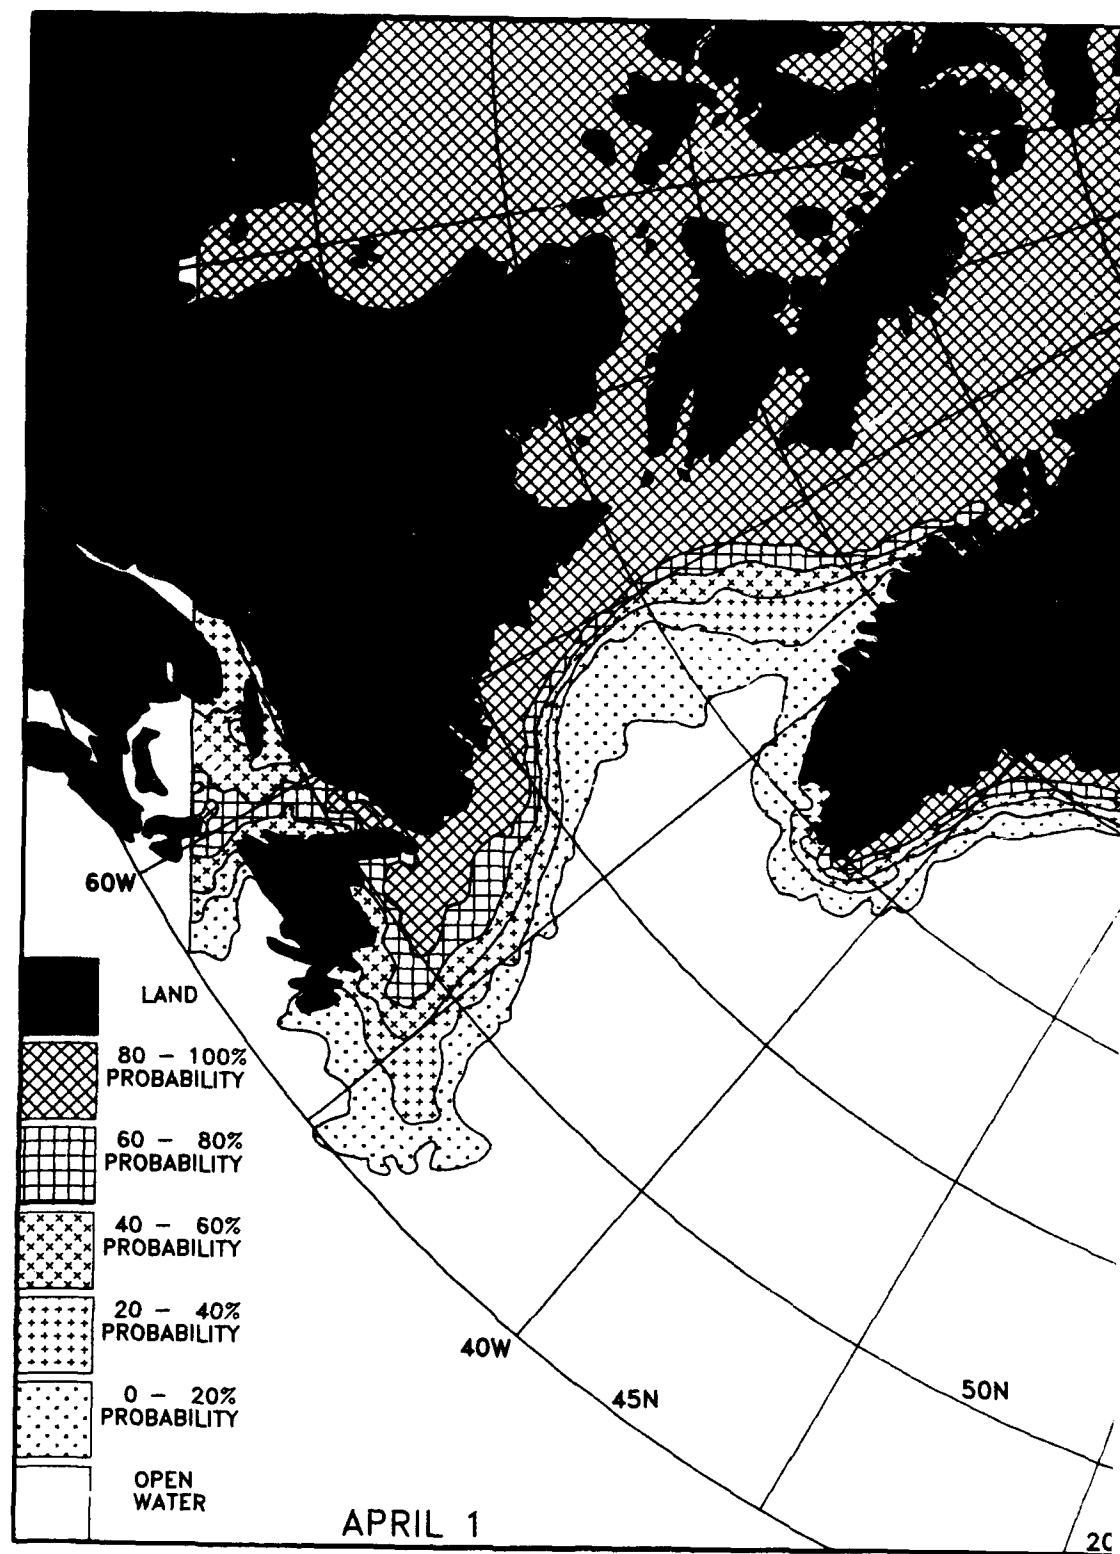 60W
LAND
80 – 100%
PROBABILITY
60 – 80%
PROBABILITY
40 – 60%
PROBABILITY
20 – 40%
PROBABILITY
0 – 20%
PROBABILITY
OPEN
WATER
40W
45N
50N
APRIL 1